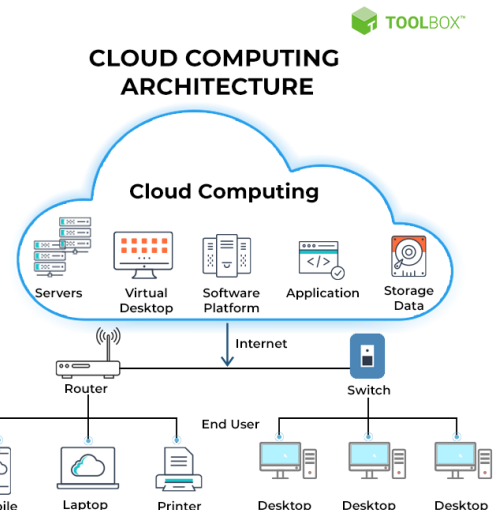 TOOLBOX™
CLOUD COMPUTING
ARCHITECTURE
Cloud Computing
</>
Servers
Virtual
Desktop
Software
Platform
Application
Storage
Data
Internet
Router
Switch
End User
Laptop
Printer
Desktop
Desktop
Desktop